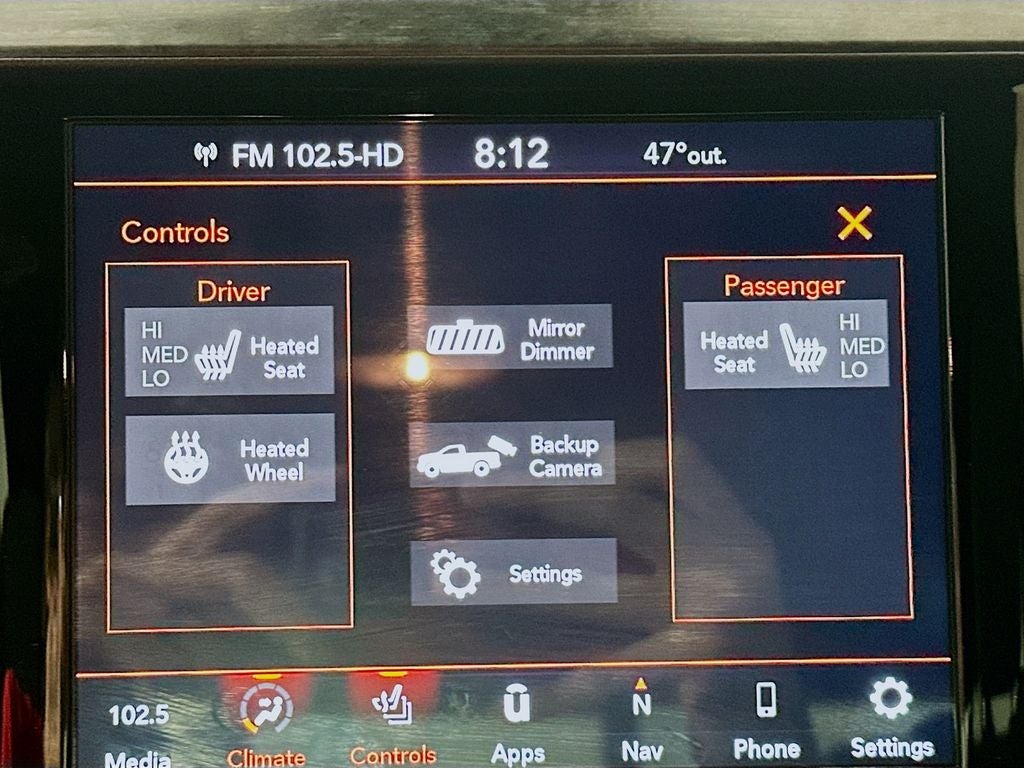 FM 102.5-HD 8:12 47°out.
Controls
Driver
HI
MED
LO
Heated
Seat
Heated
Wheel
Mirror
Dimmer
Backup
Camera
Settings
Passenger
Heated
Seat
HI
MED
LO
102.5
Media
Climate
Controls
u
Apps
N
Nav
Phone
Settings